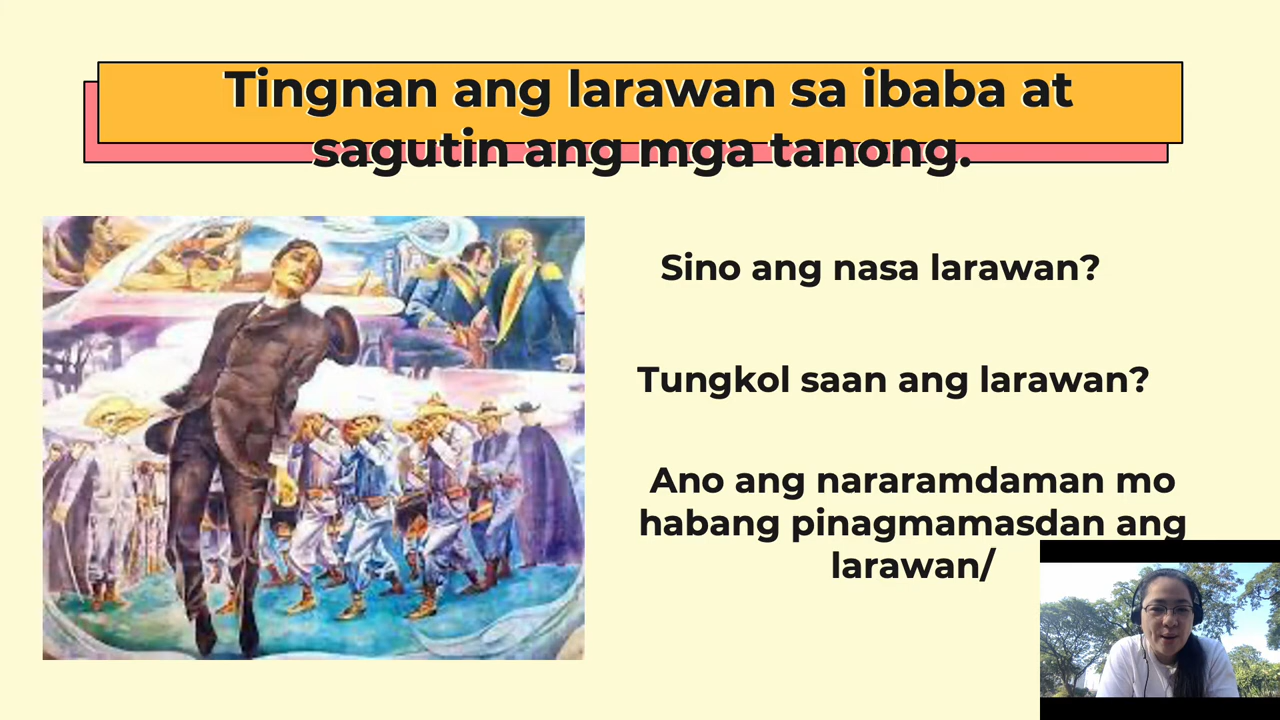 Tingnan ang larawan sa ibaba at
sagutin ang mga tanong.
Sino ang nasa larawan?
Tungkol saan ang larawan?
Ano ang nararamdaman mo
habang pinagmamasdan ang
larawan/